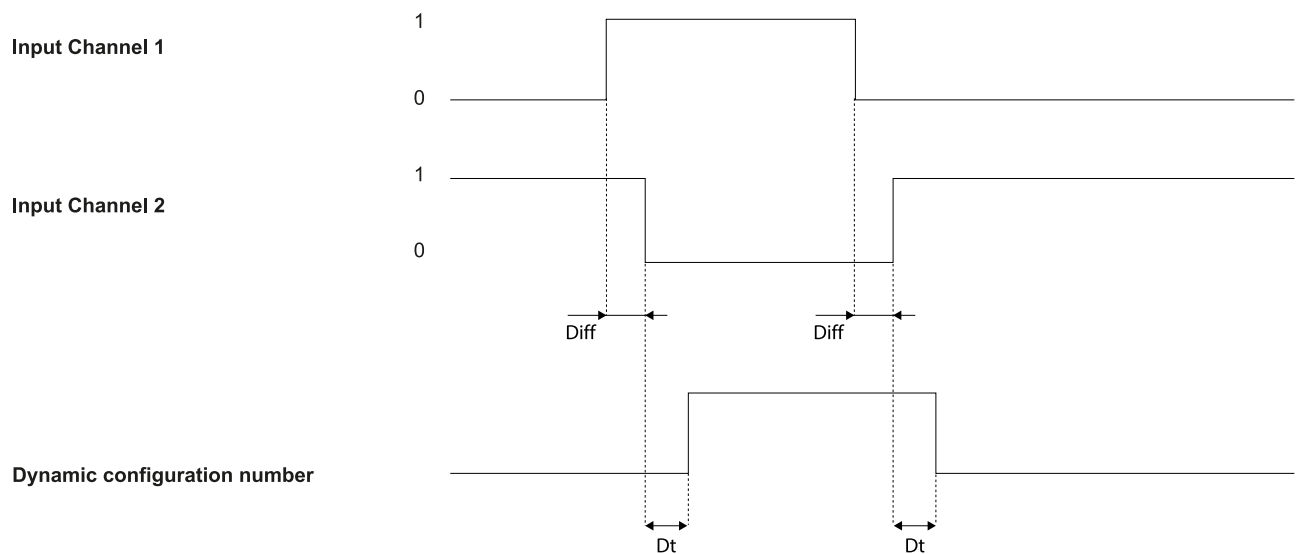 1
Input Channel 1
0
1
Input Channel 2
0
Diff Diff
Dynamic configuration number
Dt Dt